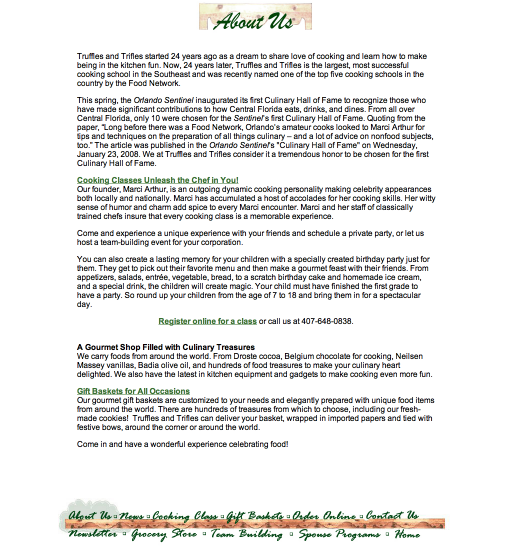 About Us
Truffles and Trifles started 24 years ago as a dream to share love of cooking and learn how to make
being in the kitchen fun. Now, 24 years later, Truffles and Trifles is the largest, most successful
cooking school in the Southeast and was recently named one of the top five cooking schools in the
country by the Food Network.
This spring, the Orlando Sentinel inaugurated its first Culinary Hall of Fame to recognize those who
have made significant contributions to how Central Florida eats, drinks, and dines. From all over
Central Florida, only 10 were chosen for the Sentinel's first Culinary Hall of Fame. Quoting from the
paper, "Long before there was a Food Network, Orlando's amateur cooks looked to Marci Arthur for
tips and techniques on the preparation of all things culinary – and a lot of advice on nonfood subjects,
too." The article was published in the Orlando Sentinel's "Culinary Hall of Fame" on Wednesday,
January 23, 2008. We at Truffles and Trifles consider it a tremendous honor to be chosen for the first
Culinary Hall of Fame.
Cooking Classes Unleash the Chef in You!
Our founder, Marci Arthur, is an outgoing dynamic cooking personality making celebrity appearances
both locally and nationally. Marci has accumulated a host of accolades for her cooking skills. Her witty
sense of humor and charm add spice to every Marci encounter. Marci and her staff of classically
trained chefs insure that every cooking class is a memorable experience.
Come and experience a unique experience with your friends and schedule a private party, or let us
host a team-building event for your corporation.
You can also create a lasting memory for your children with a specially created birthday party just for
them. They get to pick out their favorite menu and then make a gourmet feast with their friends. From
appetizers, salads, entrée, vegetable, bread, to a scratch birthday cake and homemade ice cream,
and a special drink, the children will create magic. Your child must have finished the first grade to
have a party. So round up your children from the age of 7 to 18 and bring them in for a spectacular
day.
Register online for a class or call us at 407-648-0838.
A Gourmet Shop Filled with Culinary Treasures
We carry foods from around the world. From Droste cocoa, Belgium chocolate for cooking, Neilsen
Massey vanillas, Badia olive oil, and hundreds of food treasures to make your culinary heart
delighted. We also have the latest in kitchen equipment and gadgets to make cooking even more fun.
Gift Baskets for All Occasions
Our gourmet gift baskets are customized to your needs and elegantly prepared with unique food items
from around the world. There are hundreds of treasures from which to choose, including our fresh-
made cookies! Truffles and Trifles can deliver your basket, wrapped in imported papers and tied with
festive bows, around the corner or around the world.
Come in and have a wonderful experience celebrating food!
About Us ▫ News ▫ Cooking Class ▫ Gift Baskets ▫ Order Online ▫ Contact Us
Newsletter ▫ Grocery Store ▫ Team Building ▫ Spouse Programs ▫ Home